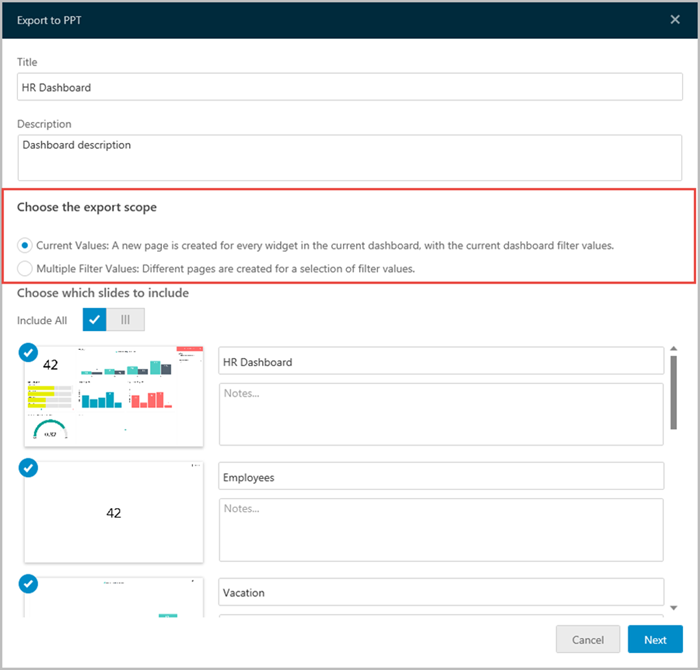 Export to PPT
Title
HR Dashboard
Description
Dashboard description
Choose the export scope
Current Values: A new page is created for every widget in the current dashboard, with the current dashboard filter values.
Multiple Filter Values: Different pages are created for a selection of filter values.
Choose which slides to include
Include All
42
HR Dashboard
Notes...
42
Employees
Notes...
Vacation
Cancel
Next